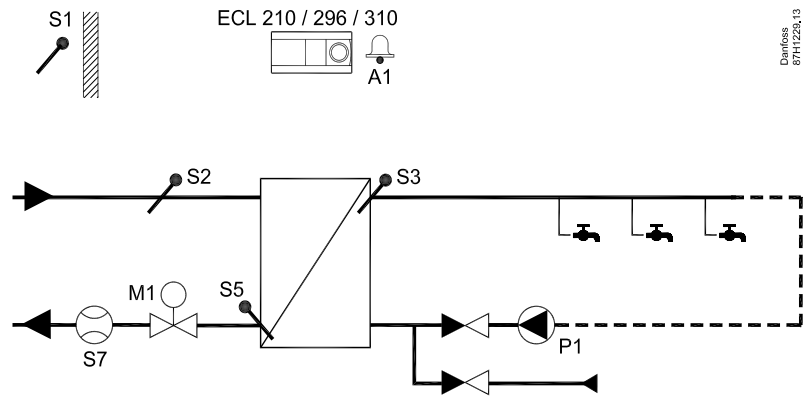 S1
ECL 210 / 296 / 310
A1
Danfoss
87H1229.13
S2
S3
M1
S5
S7
P1